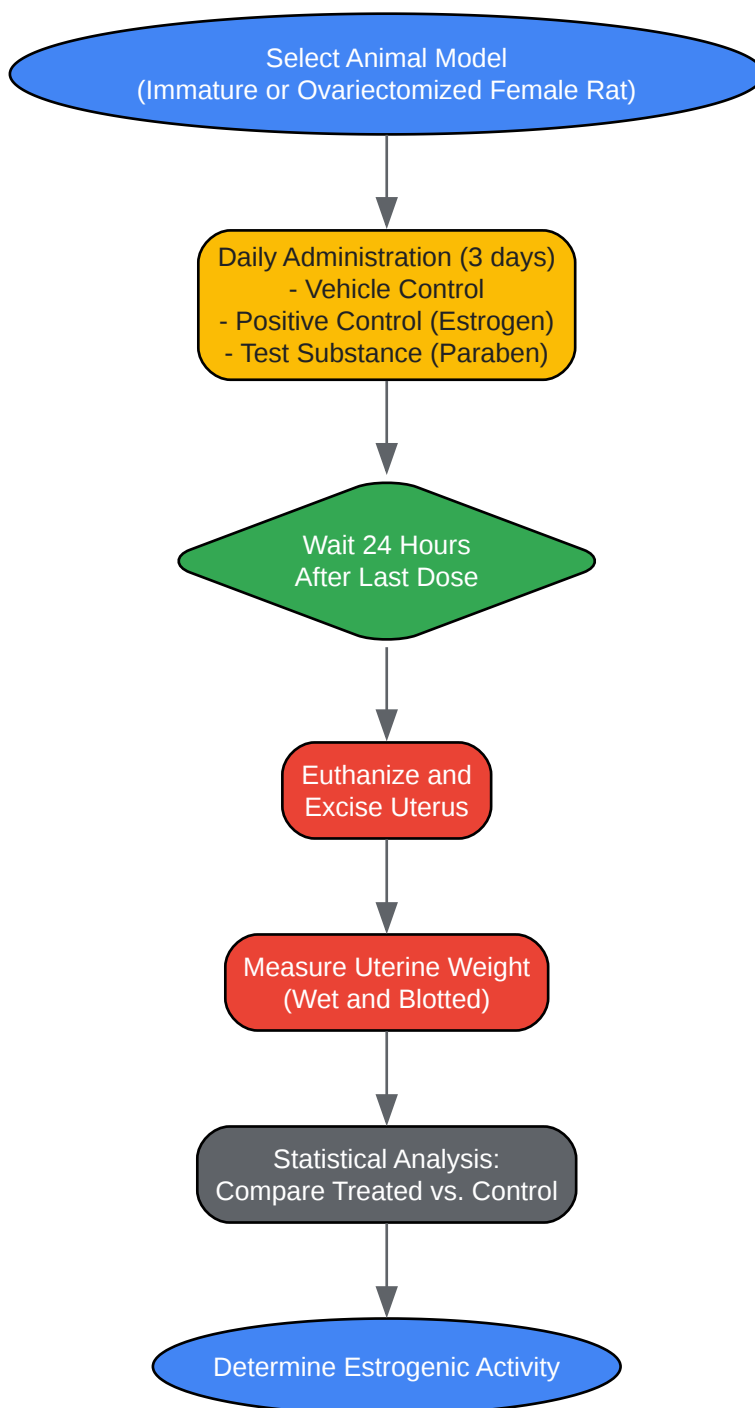 Select Animal Model
(Immature or Ovariectomized Female Rat)
Daily Administration (3 days)
- Vehicle Control
- Positive Control (Estrogen)
- Test Substance (Paraben)
Wait 24 Hours
After Last Dose
Euthanize and
Excise Uterus
Measure Uterine Weight
(Wet and Blotted)
Statistical Analysis:
Compare Treated vs. Control
Determine Estrogenic Activity